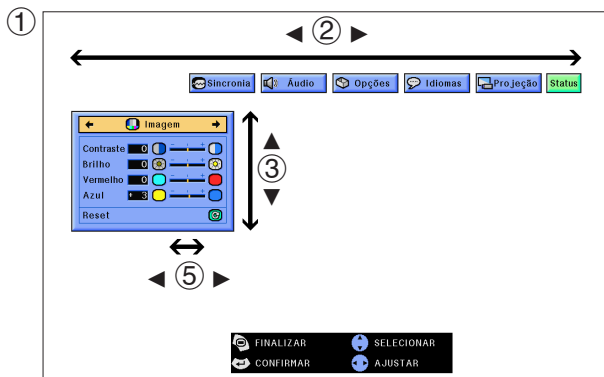 ①
◀ ② ▶
Sincronia Áudio Opções Idiomas Projeção Status
Imagem
Contraste 0
Brilho 0
Vermelho 0
Azul + 3
Reset
③
◀ ⑤ ▶
FINALIZAR SELECIONAR
CONFIRMAR AJUSTAR